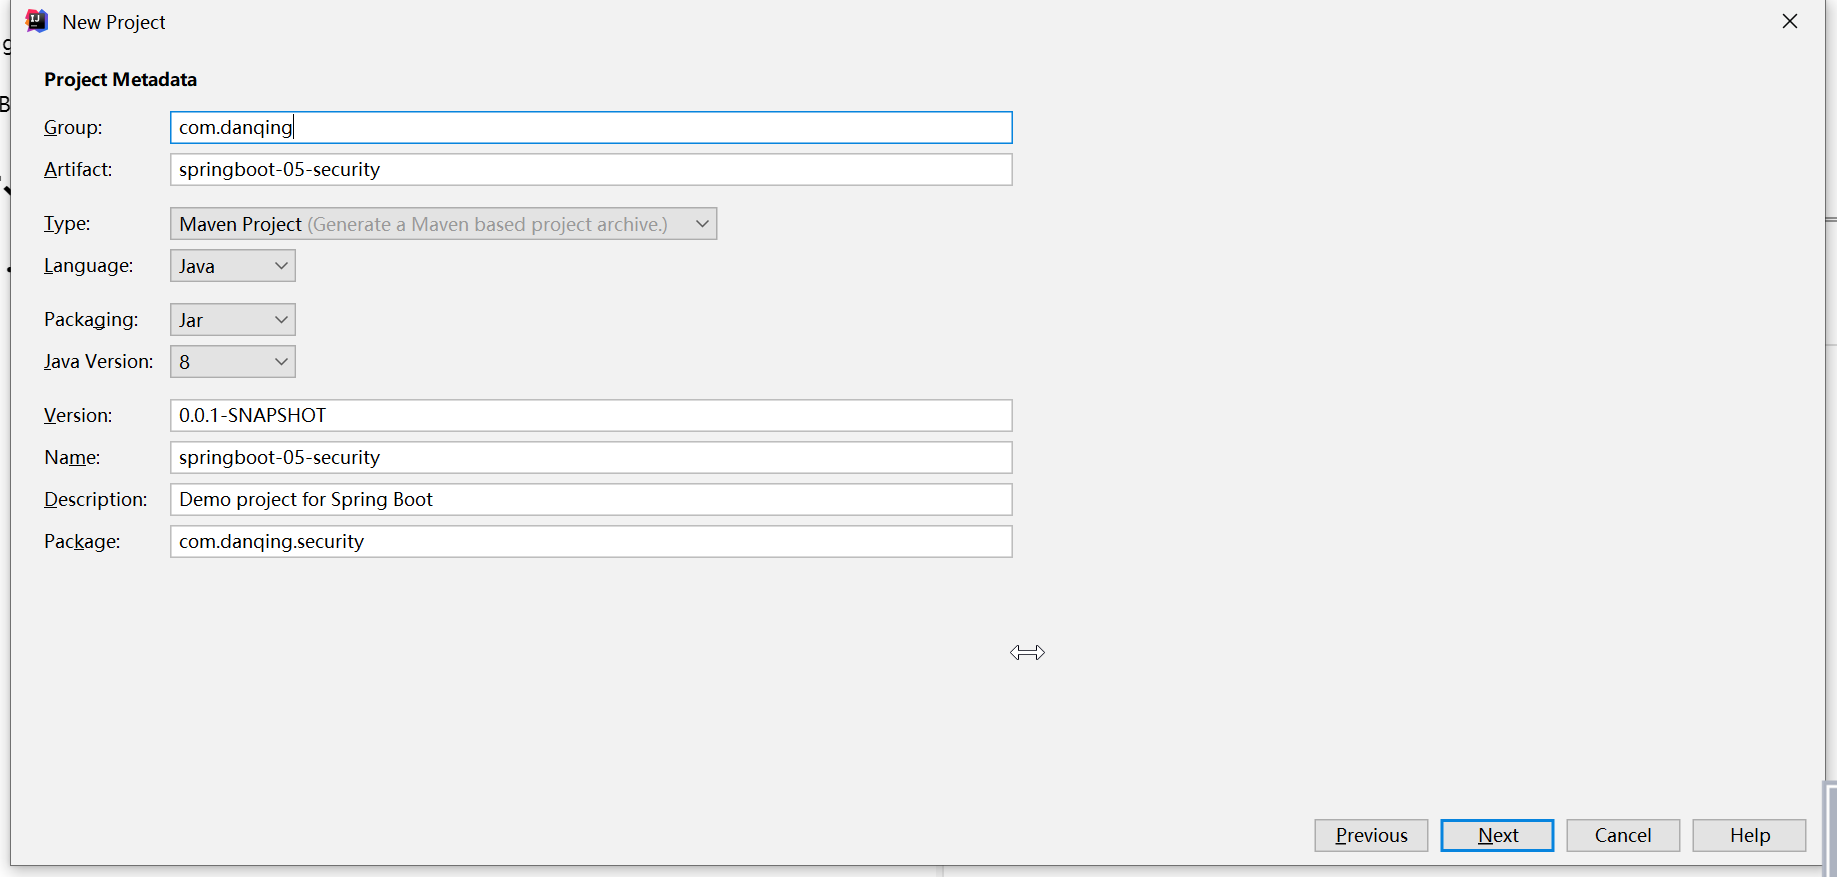 New Project
Project Metadata
Group: com.danqing
Artifact: springboot-05-security
Type: Maven Project (Generate a Maven based project archive.)
Language: Java
Packaging: Jar
Java Version: 8
Version: 0.0.1-SNAPSHOT
Name: springboot-05-security
Description: Demo project for Spring Boot
Package: com.danqing.security
Previous Next Cancel Help